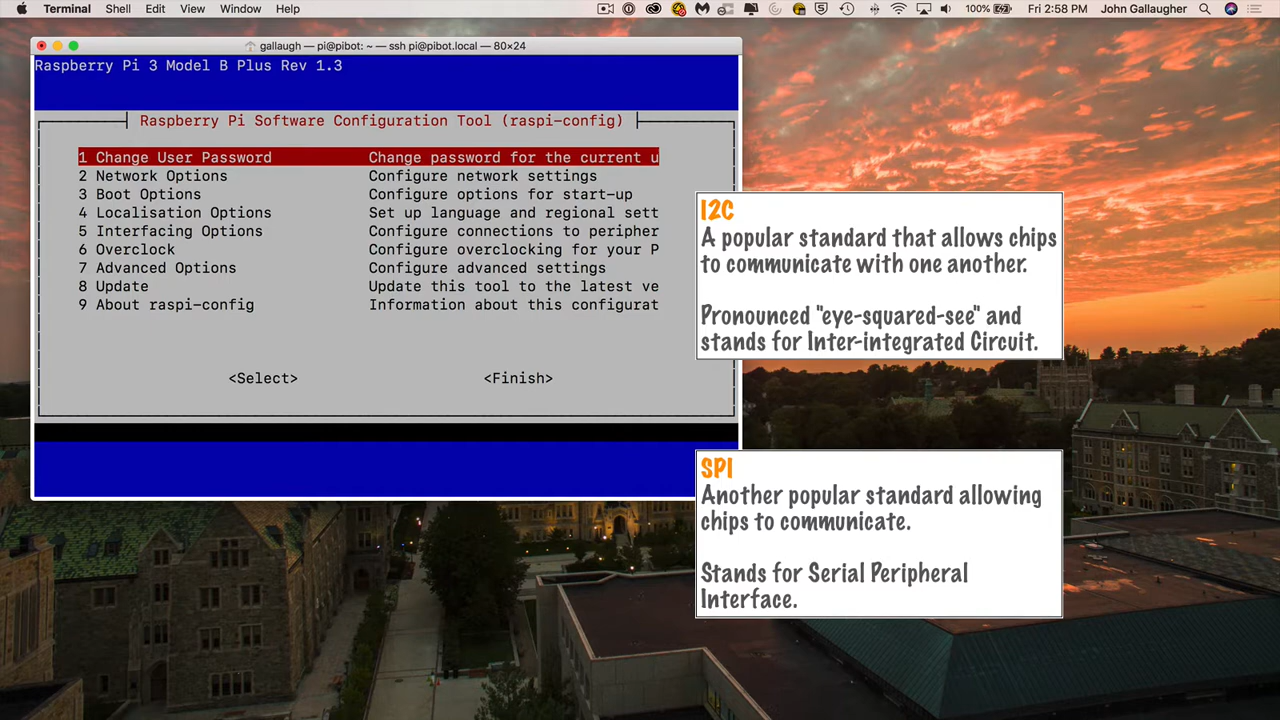 Terminal Shell Edit View Window Help 100% Fri 2:58 PM John Gallaugher
gallaugh — pi@pibot: ~ — ssh pi@pibot.local — 80×24
Raspberry Pi 3 Model B Plus Rev 1.3
Raspberry Pi Software Configuration Tool (raspi-config)
1 Change User Password Change password for the current u
2 Network Options Configure network settings
3 Boot Options Configure options for start-up
4 Localisation Options Set up language and regional sett
5 Interfacing Options Configure connections to peripher
6 Overclock Configure overclocking for your P
7 Advanced Options Configure advanced settings
8 Update Update this tool to the latest ve
9 About raspi-config Information about this configurat
<Select> <Finish>
I2C
A popular standard that allows chips
to communicate with one another.
Pronounced "eye-squared-see" and
stands for Inter-integrated Circuit.
SPI
Another popular standard allowing
chips to communicate.
Stands for Serial Peripheral
Interface.